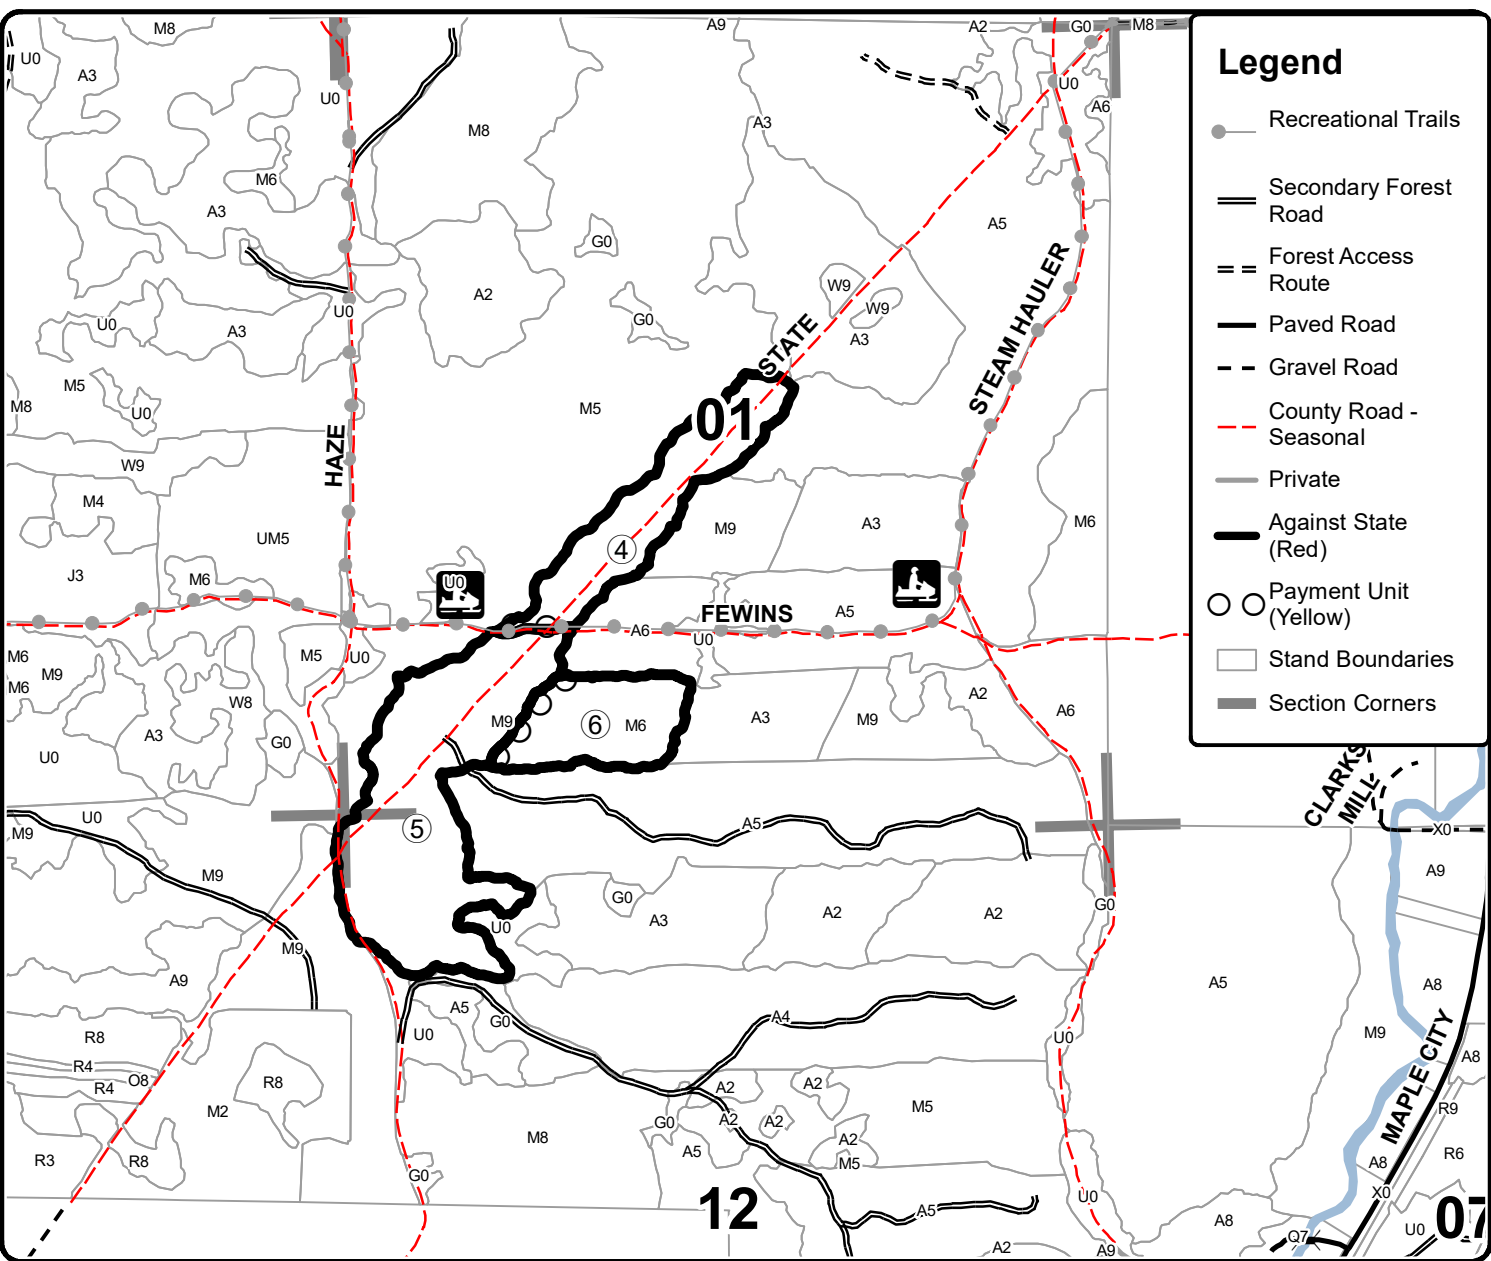 M8
A9
A2
G0
M8
U0
A3
U0
U0
A6
M8
A3
M6
A3
A5
G0
A2
W9
W9
U0
G0
U0
A3
A3
STATE
STEAM HAULER
M5
M8
U0
M5
01
HAZE
W9
M4
UM5
M9
A3
M6
J3
M6
U0
4
FEWINS
A5
A6
U0
M6
M9
M6
M5
U0
W8
A3
G0
U0
M9
6
M6
A3
M9
A2
A6
U0
M9
5
A5
CLARKS
MILL
X0
A9
M9
G0
A3
A2
A2
G0
U0
M9
A9
A5
A8
M9
MAPLE CITY
A5
G0
U0
A4
U0
R8
R4
R4
O8
R8
M2
A8
A2
A2
A2
A2
M5
R9
G0
A5
A2
M5
M8
R3
R8
G0
R6
A8
X0
U0
12
A5
A8
A2
A9
Q7
U0
07
Legend
Recreational Trails
Secondary Forest
Road
Forest Access
Route
Paved Road
Gravel Road
County Road -
Seasonal
Private
Against State
(Red)
Payment Unit
(Yellow)
Stand Boundaries
Section Corners